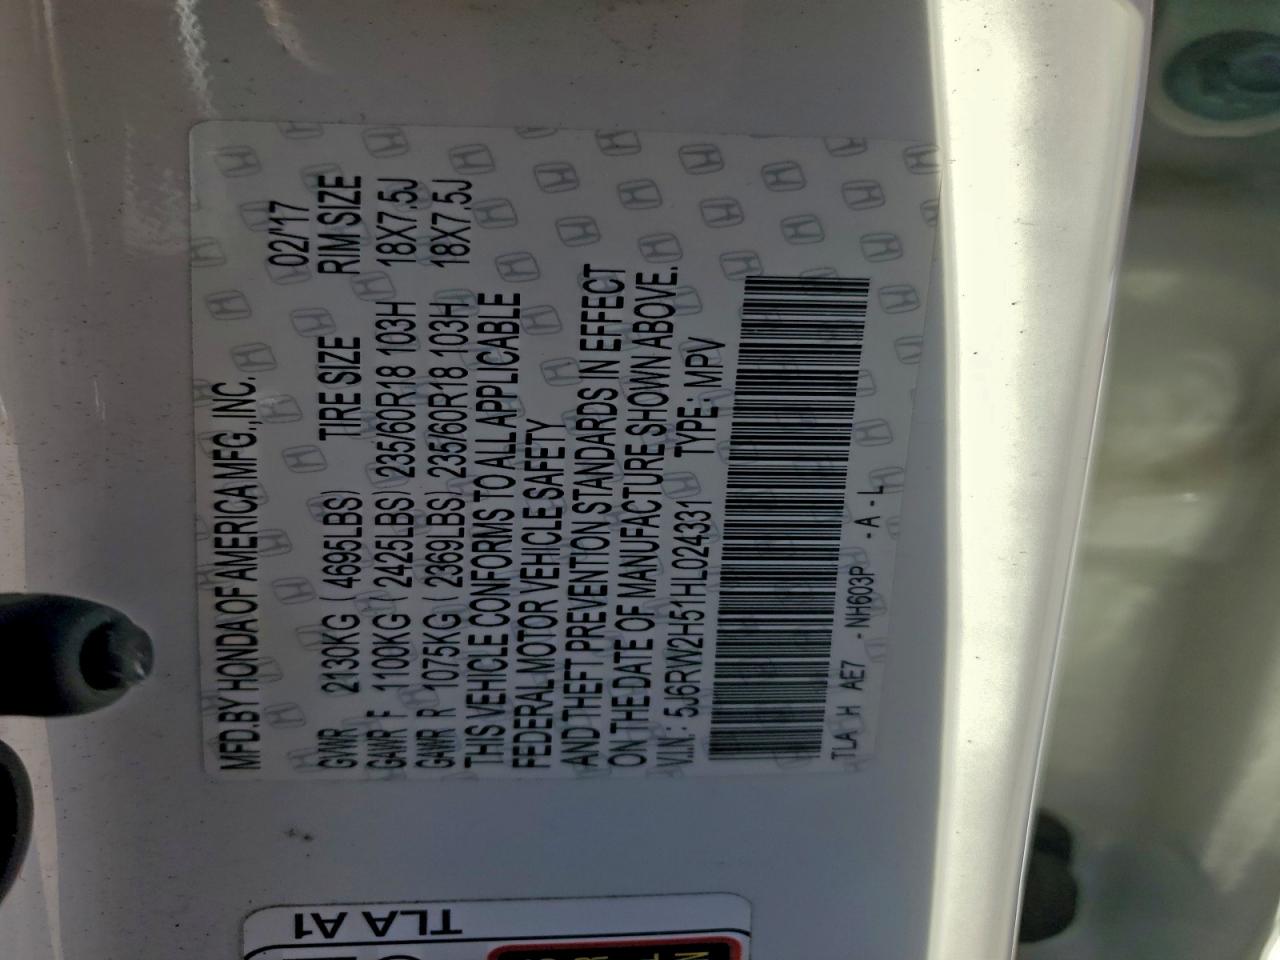 MFD.BY HONDA OF AMERICA MFG.,INC.
02/'17
GVWR 2130KG ( 4695LBS) TIRE SIZE RIM SIZE
GAWR F 1100KG ( 2425LBS) 235/60R18 103H 18X7.5J
GAWR R 1075KG ( 2369LBS) 235/60R18 103H 18X7.5J
THIS VEHICLE CONFORMS TO ALL APPLICABLE
FEDERAL MOTOR VEHICLE SAFETY
AND THEFT PREVENTION STANDARDS IN EFFECT
ON THE DATE OF MANUFACTURE SHOWN ABOVE.
V.I.N.: 5J6RW2H51HL024331 TYPE: MPV
TLA H AE7 - NH603P - A - L
TLA A1